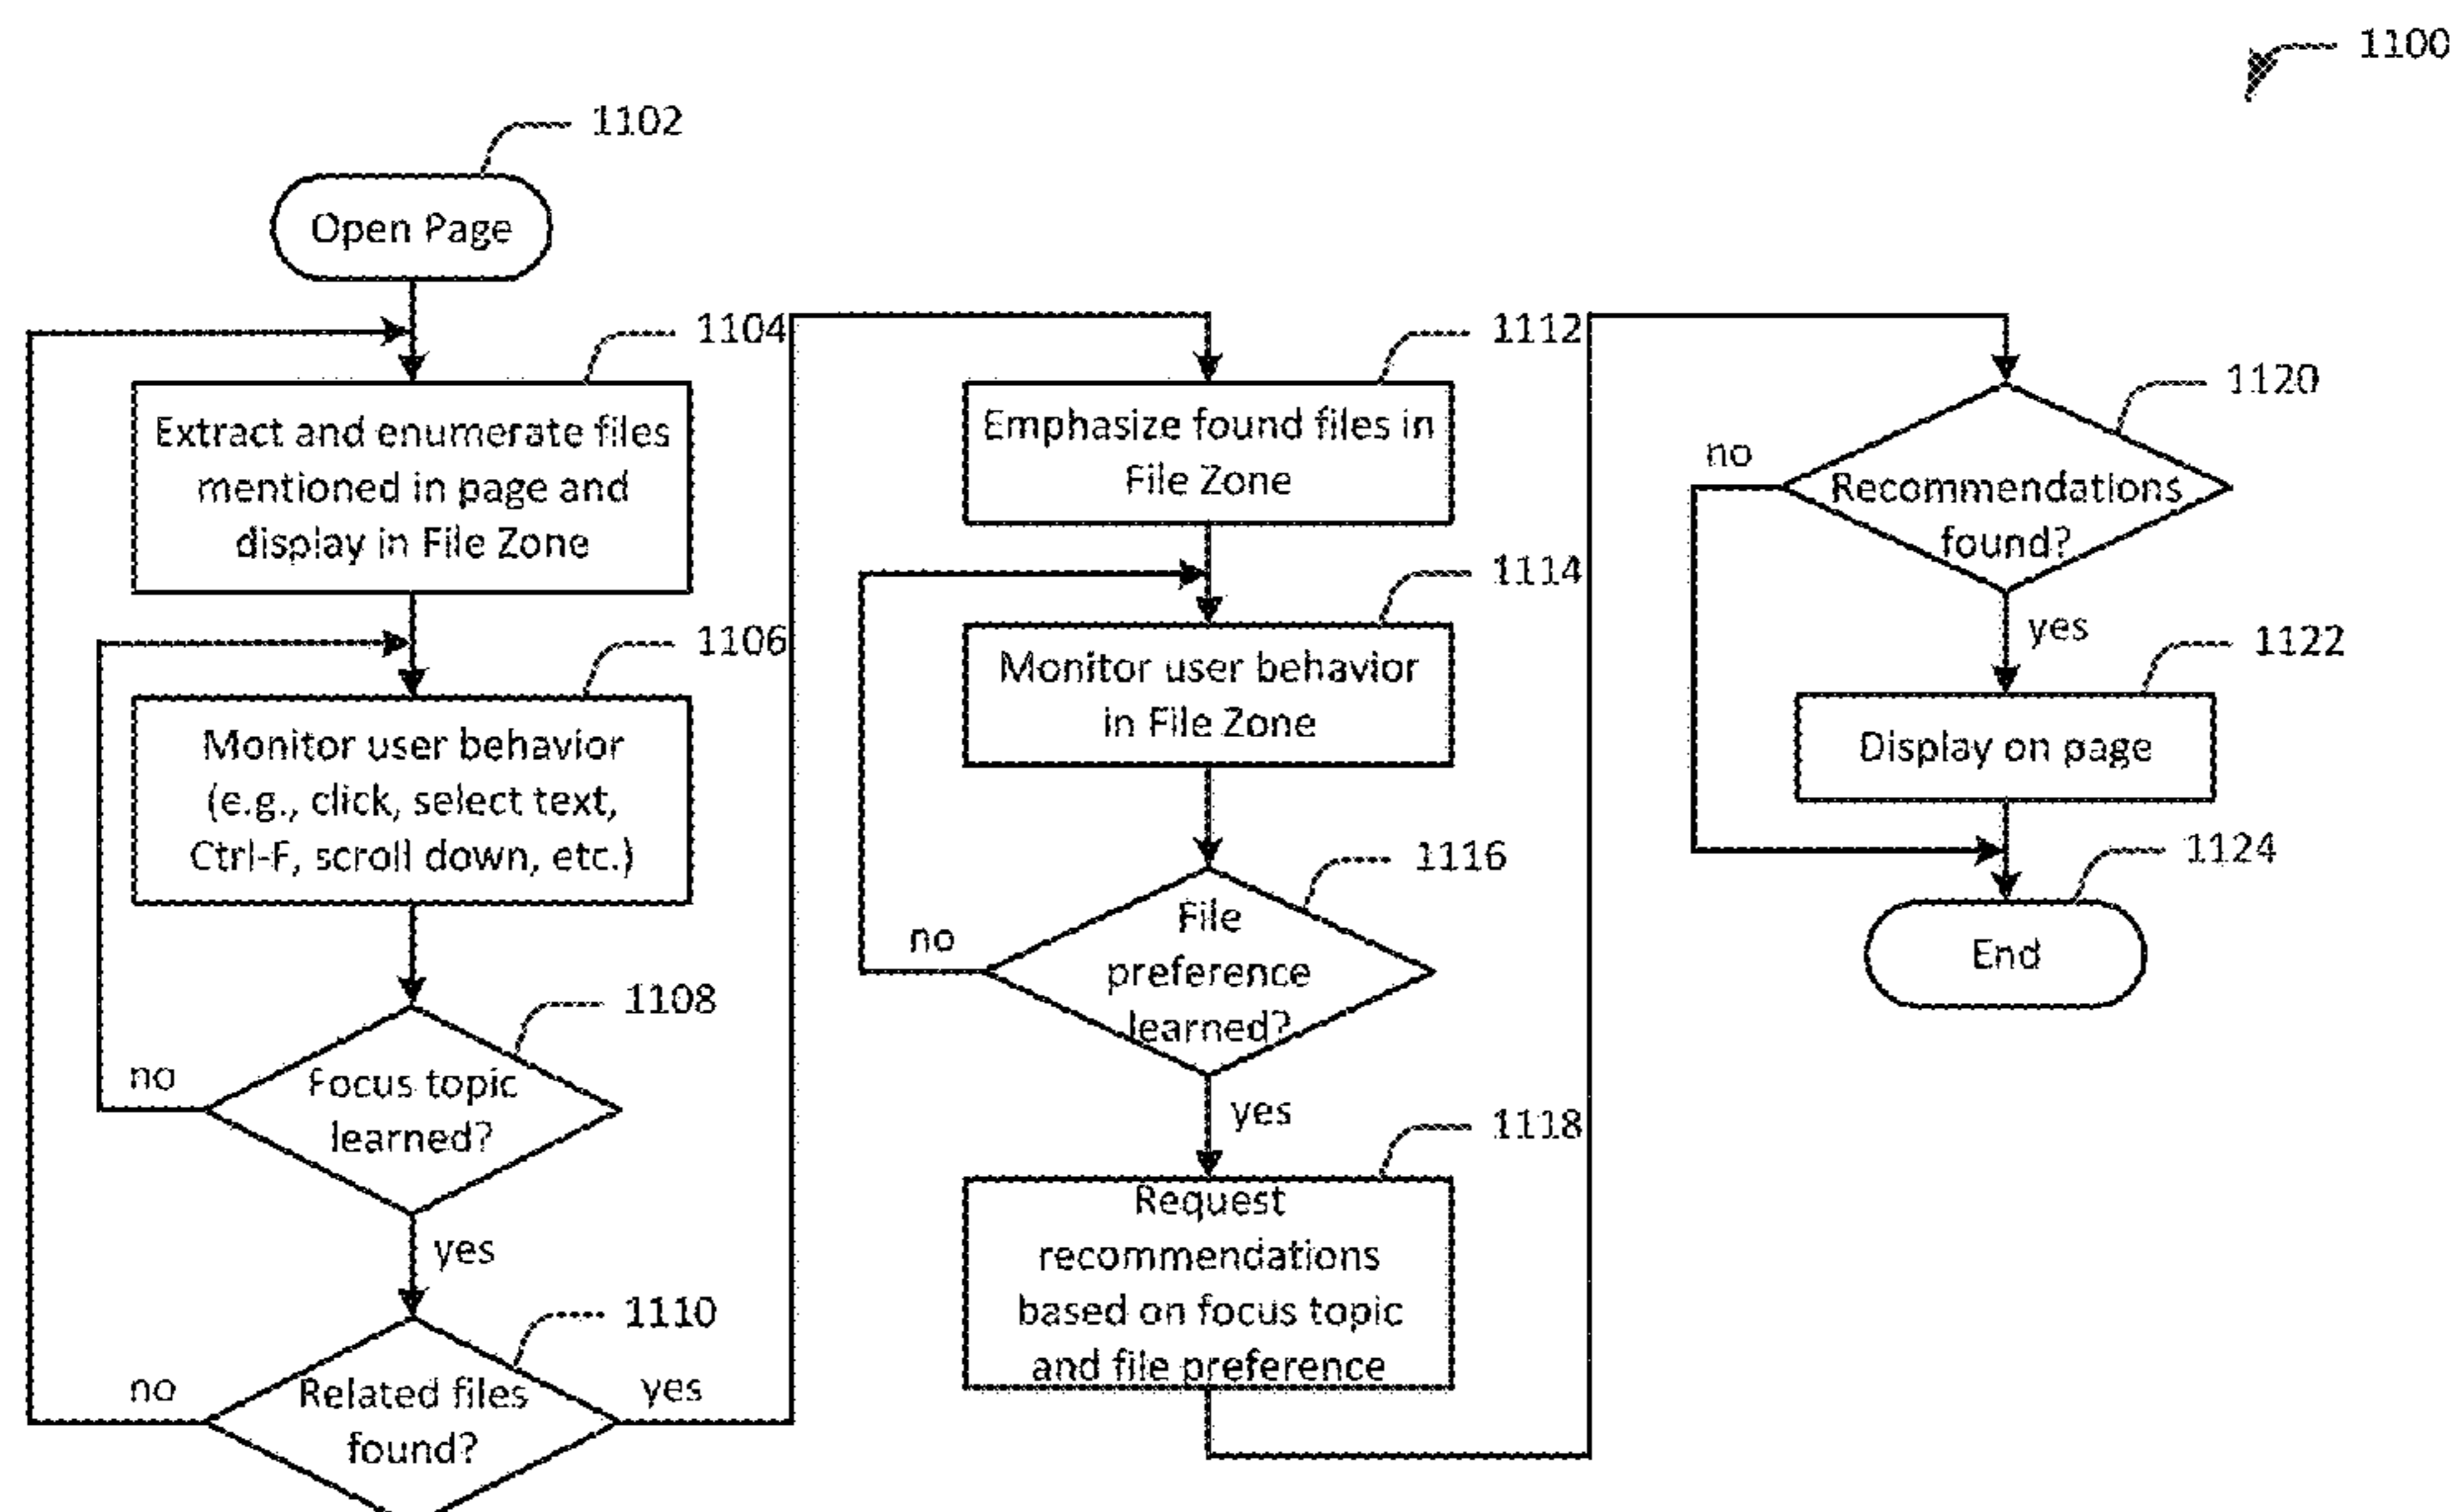 1100
1102
Open Page
1104
Extract and enumerate files
mentioned in page and
display in File Zone
1106
Monitor user behavior
(e.g., click, select text,
Ctrl-F, scroll down, etc.)
1108
no
Focus topic
learned?
yes
1110
no
Related files
found?
yes
1112
Emphasize found files in
File Zone
1114
Monitor user behavior
in File Zone
1116
no
File
preference
learned?
yes
1118
Request
recommendations
based on focus topic
and file preference
1120
no
Recommendations
found?
yes
1122
Display on page
1124
End